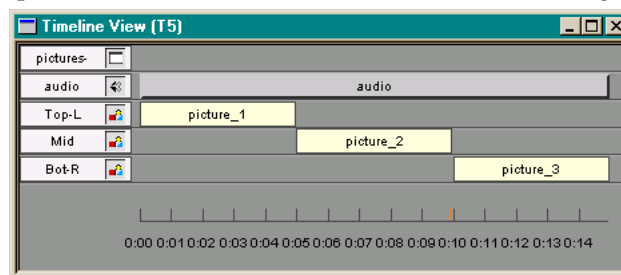 Timeline View (T5)
pictures-
audio audio
Top-L picture_1
Mid picture_2
Bot-R picture_3
0:00 0:01 0:02 0:03 0:04 0:05 0:06 0:07 0:08 0:09 0:10 0:11 0:12 0:13 0:14